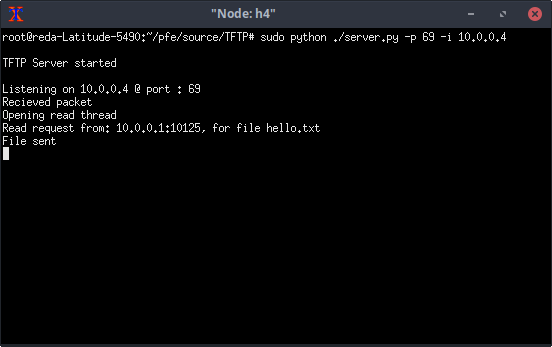 "Node: h4"
root@reda-Latitude-5490:~/pfe/source/TFTP# sudo python ./server.py -p 69 -i 10.0.0.4
TFTP Server started
Listening on 10.0.0.4 @ port : 69
Recieved packet
Opening read thread
Read request from: 10.0.0.1:10125, for file hello.txt
File sent